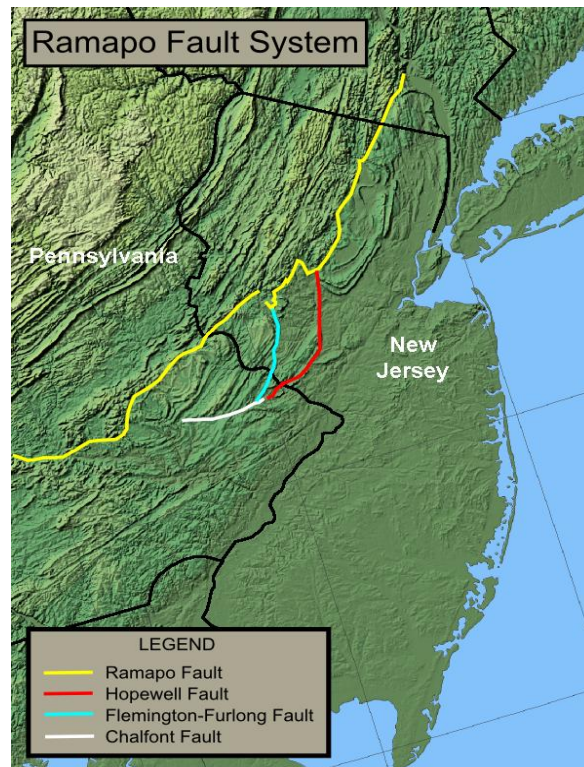 Ramapo Fault System
Pennsylvania
New
Jersey
LEGEND
Ramapo Fault
Hopewell Fault
Flemington-Furlong Fault
Chalfont Fault